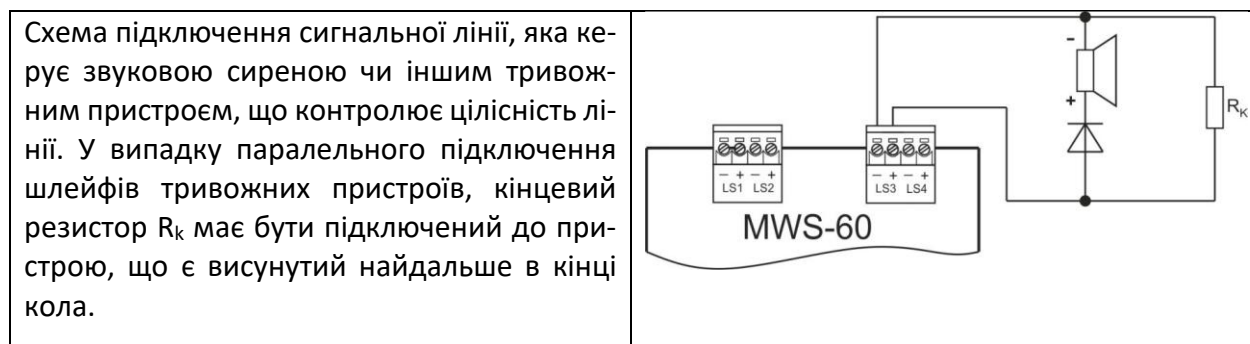 Схема підключення сигнальної лінії, яка ке-
рує звуковою сиреною чи іншим тривож-
ним пристроєм, що контролює цілісність лі-
нії. У випадку паралельного підключення
шлейфів тривожних пристроїв, кінцевий
резистор Rk має бути підключений до при-
строю, що є висунутий найдальше в кінці
кола.
-
+
RK
- + - +
LS1 LS2
- + - +
LS3 LS4
MWS-60